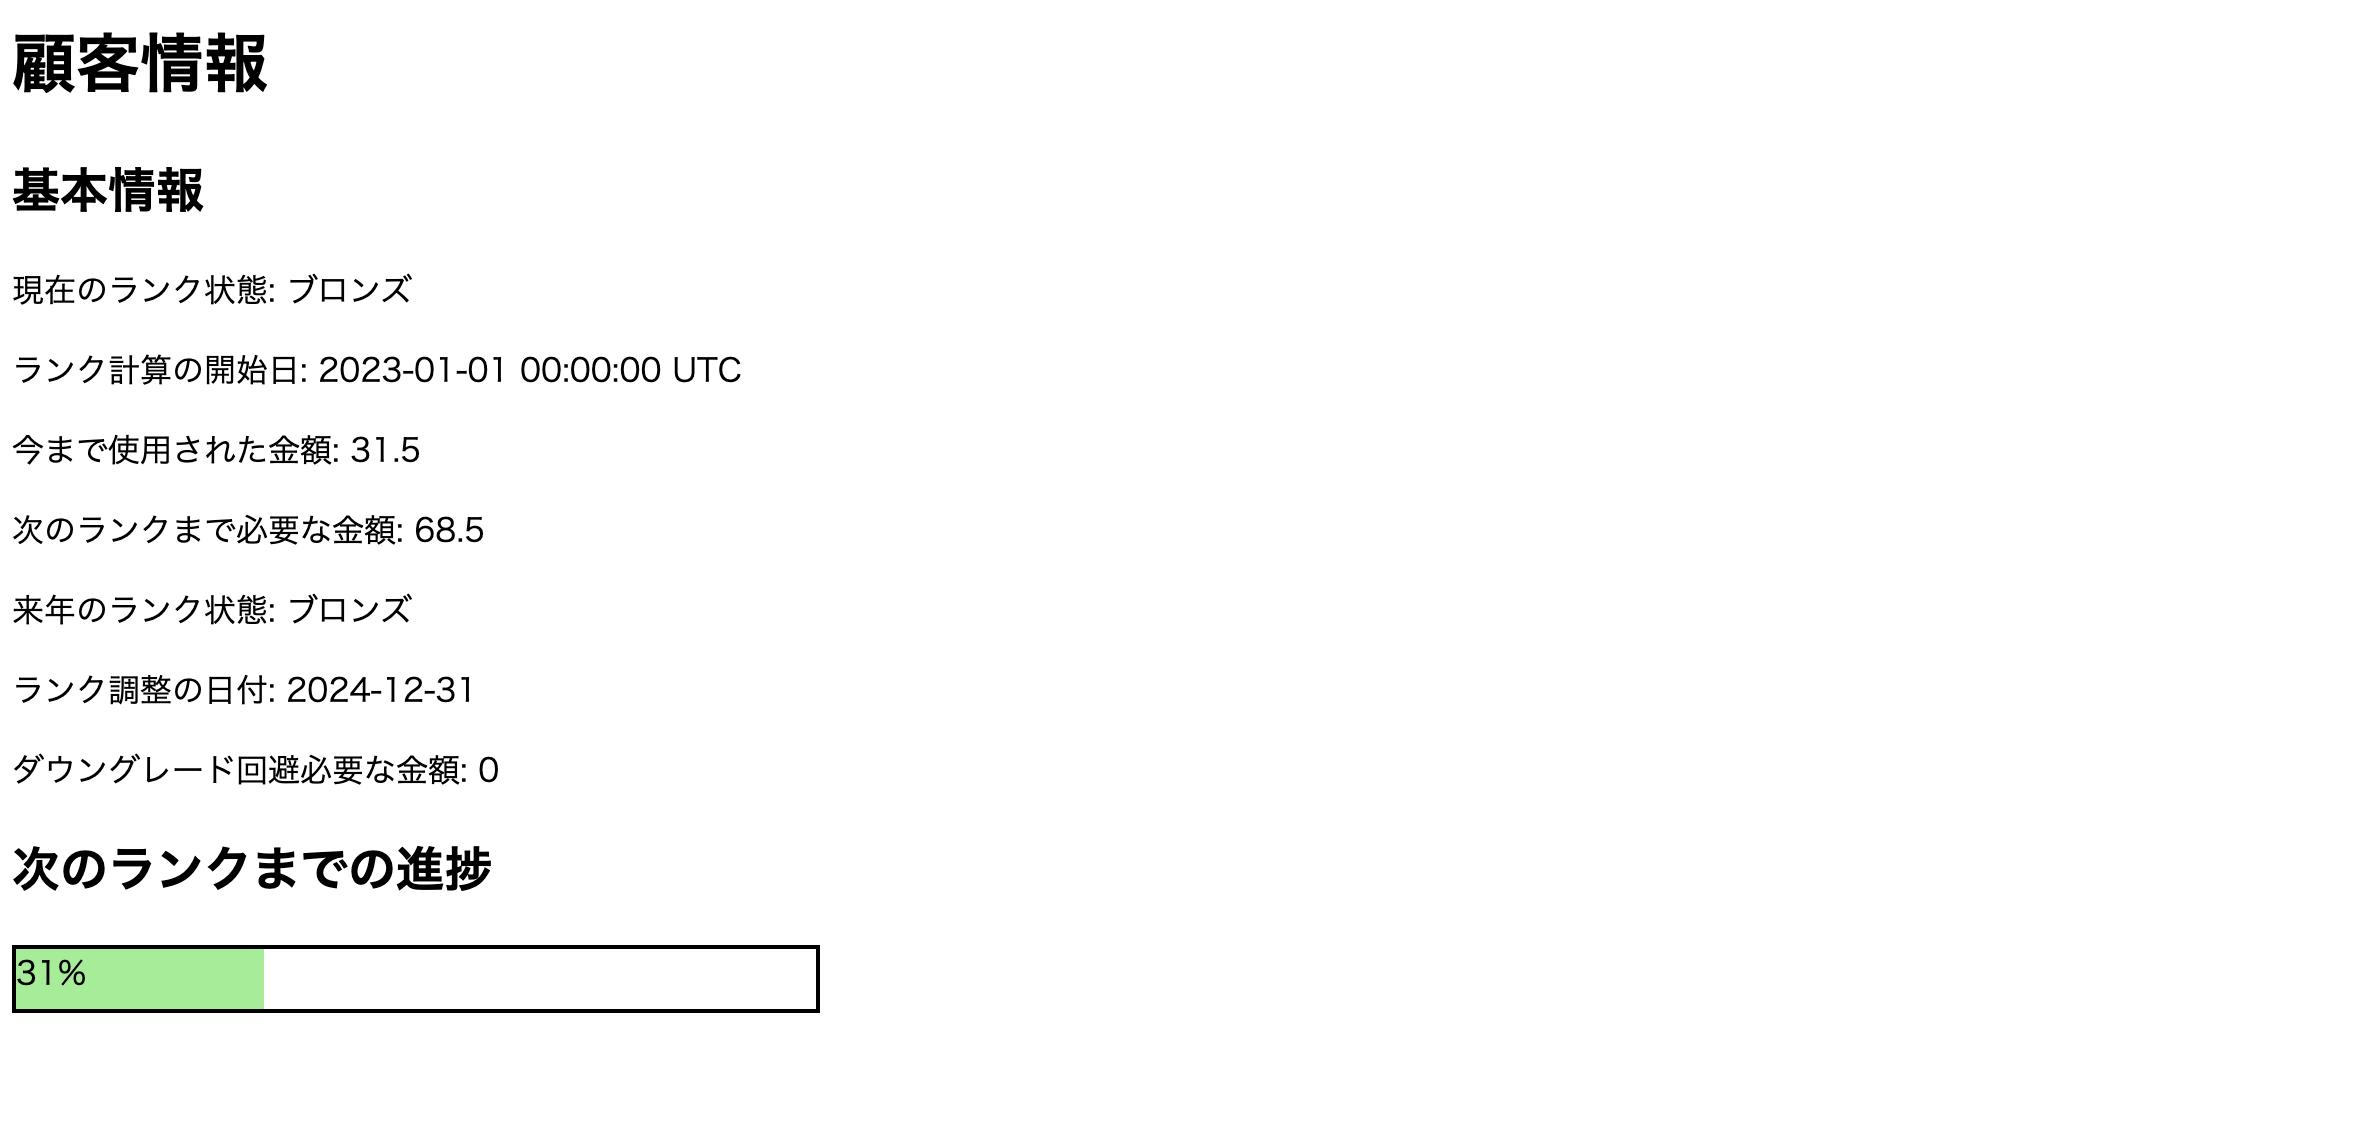 顧客情報
基本情報
現在のランク状態: ブロンズ
ランク計算の開始日: 2023-01-01 00:00:00 UTC
今まで使用された金額: 31.5
次のランクまで必要な金額: 68.5
来年のランク状態: ブロンズ
ランク調整の日付: 2024-12-31
ダウングレード回避必要な金額: 0
次のランクまでの進捗
31%